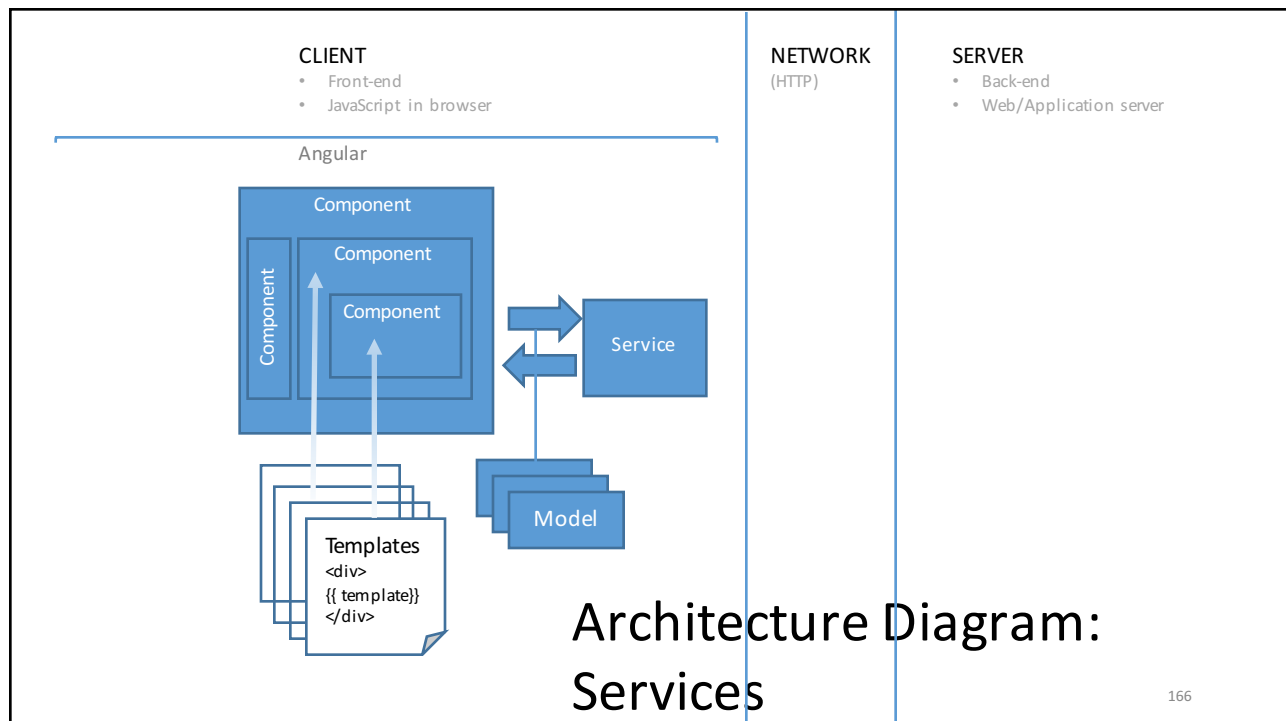 CLIENT
• Front-end
• JavaScript in browser
NETWORK
(HTTP)
SERVER
• Back-end
• Web/Application server
Angular
Component
Component
Component
Component
Service
Model
Templates
<div>
{{ template}}
</div>
Architecture Diagram:
Services
166